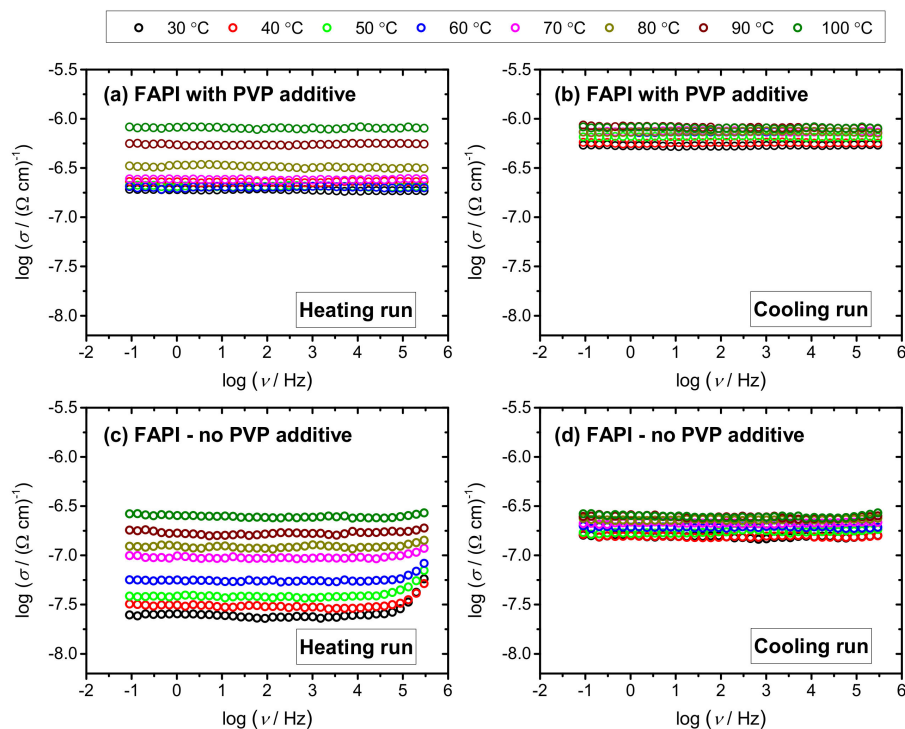 30 °C 40 °C 50 °C 60 °C 70 °C 80 °C 90 °C 100 °C
(a) FAPI with PVP additive
-5.5
-6.0
-6.5
-7.0
-7.5
-8.0
log (σ / (Ω cm)⁻¹)
Heating run
-2 -1 0 1 2 3 4 5 6
log (ν / Hz)
(b) FAPI with PVP additive
-5.5
-6.0
-6.5
-7.0
-7.5
-8.0
log (σ / (Ω cm)⁻¹)
Cooling run
-2 -1 0 1 2 3 4 5 6
log (ν / Hz)
(c) FAPI - no PVP additive
-5.5
-6.0
-6.5
-7.0
-7.5
-8.0
log (σ / (Ω cm)⁻¹)
Heating run
-2 -1 0 1 2 3 4 5 6
log (ν / Hz)
(d) FAPI - no PVP additive
-5.5
-6.0
-6.5
-7.0
-7.5
-8.0
log (σ / (Ω cm)⁻¹)
Cooling run
-2 -1 0 1 2 3 4 5 6
log (ν / Hz)